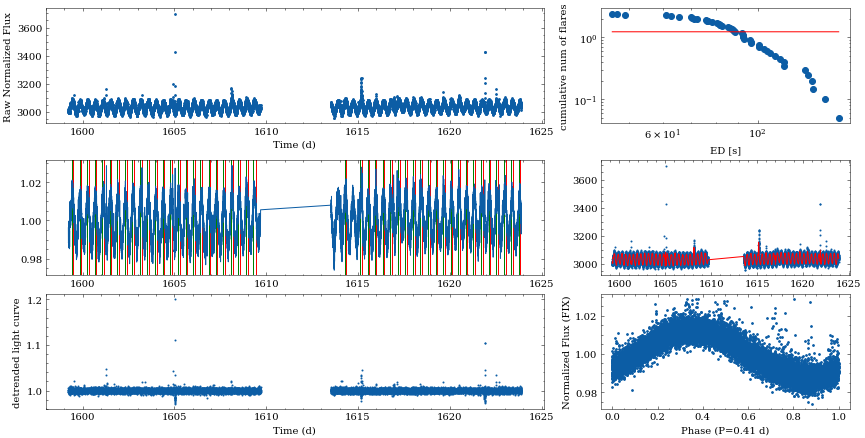 Raw Normalized Flux
3600
3400
3200
3000
1600 1605 1610 1615 1620 1625
Time (d)
cumulative num of flares
10⁰
10⁻¹
6 × 10¹ 10²
ED [s]
1.02
1.00
0.98
1600 1605 1610 1615 1620 1625
3600
3400
3200
3000
1600 1605 1610 1615 1620 1625
detrended light curve
1.2
1.1
1.0
1600 1605 1610 1615 1620 1625
Time (d)
Normalized Flux (FIX)
1.02
1.00
0.98
0.0 0.2 0.4 0.6 0.8 1.0
Phase (P=0.41 d)